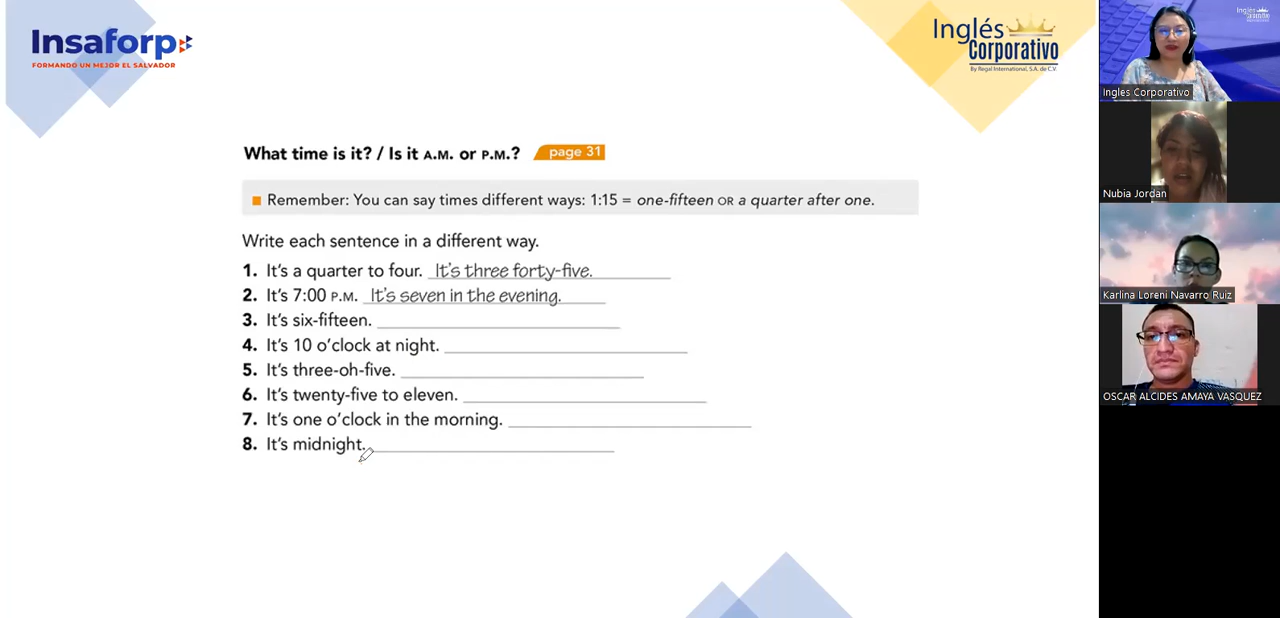 Insaforp
FORMANDO UN MEJOR EL SALVADOR
Inglés
Corporativo
By Regal International, S.A. de C.V.
What time is it? / Is it A.M. or P.M.? page 31
Remember: You can say times different ways: 1:15 = one-fifteen OR a quarter after one.
Write each sentence in a different way.
1. It's a quarter to four. It's three forty-five.
2. It's 7:00 P.M. It's seven in the evening.
3. It's six-fifteen.
4. It's 10 o'clock at night.
5. It's three-oh-five.
6. It's twenty-five to eleven.
7. It's one o'clock in the morning.
8. It's midnight.
Inglés
Ingles Corporativo
Nubia Jordan
Karlina Loreni Navarro Ruiz
OSCAR ALCIDES AMAYA VASQUEZ